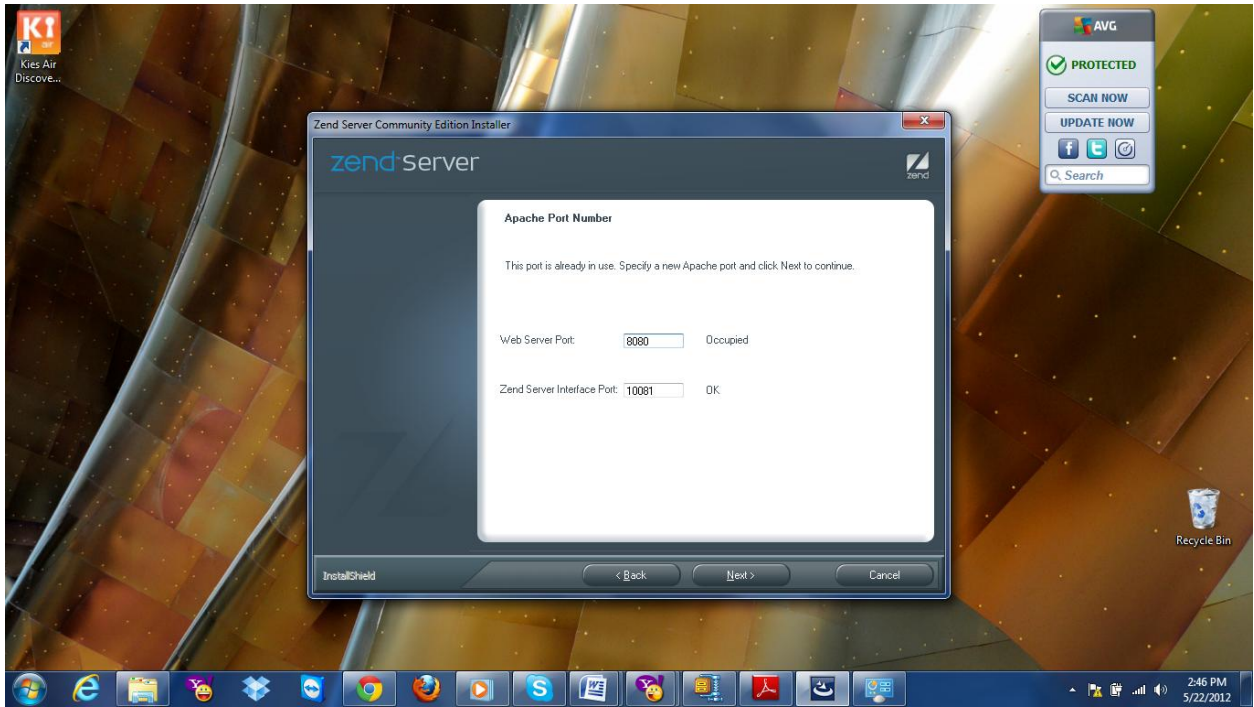 Kies Air
Discove...
AVG
PROTECTED
SCAN NOW
UPDATE NOW
Search
Zend Server Community Edition Installer
zend server
zend
Apache Port Number
This port is already in use. Specify a new Apache port and click Next to continue.
Web Server Port: 8080 Occupied
Zend Server Interface Port: 10081 OK
InstallShield
< Back
Next >
Cancel
Recycle Bin
2:46 PM
5/22/2012